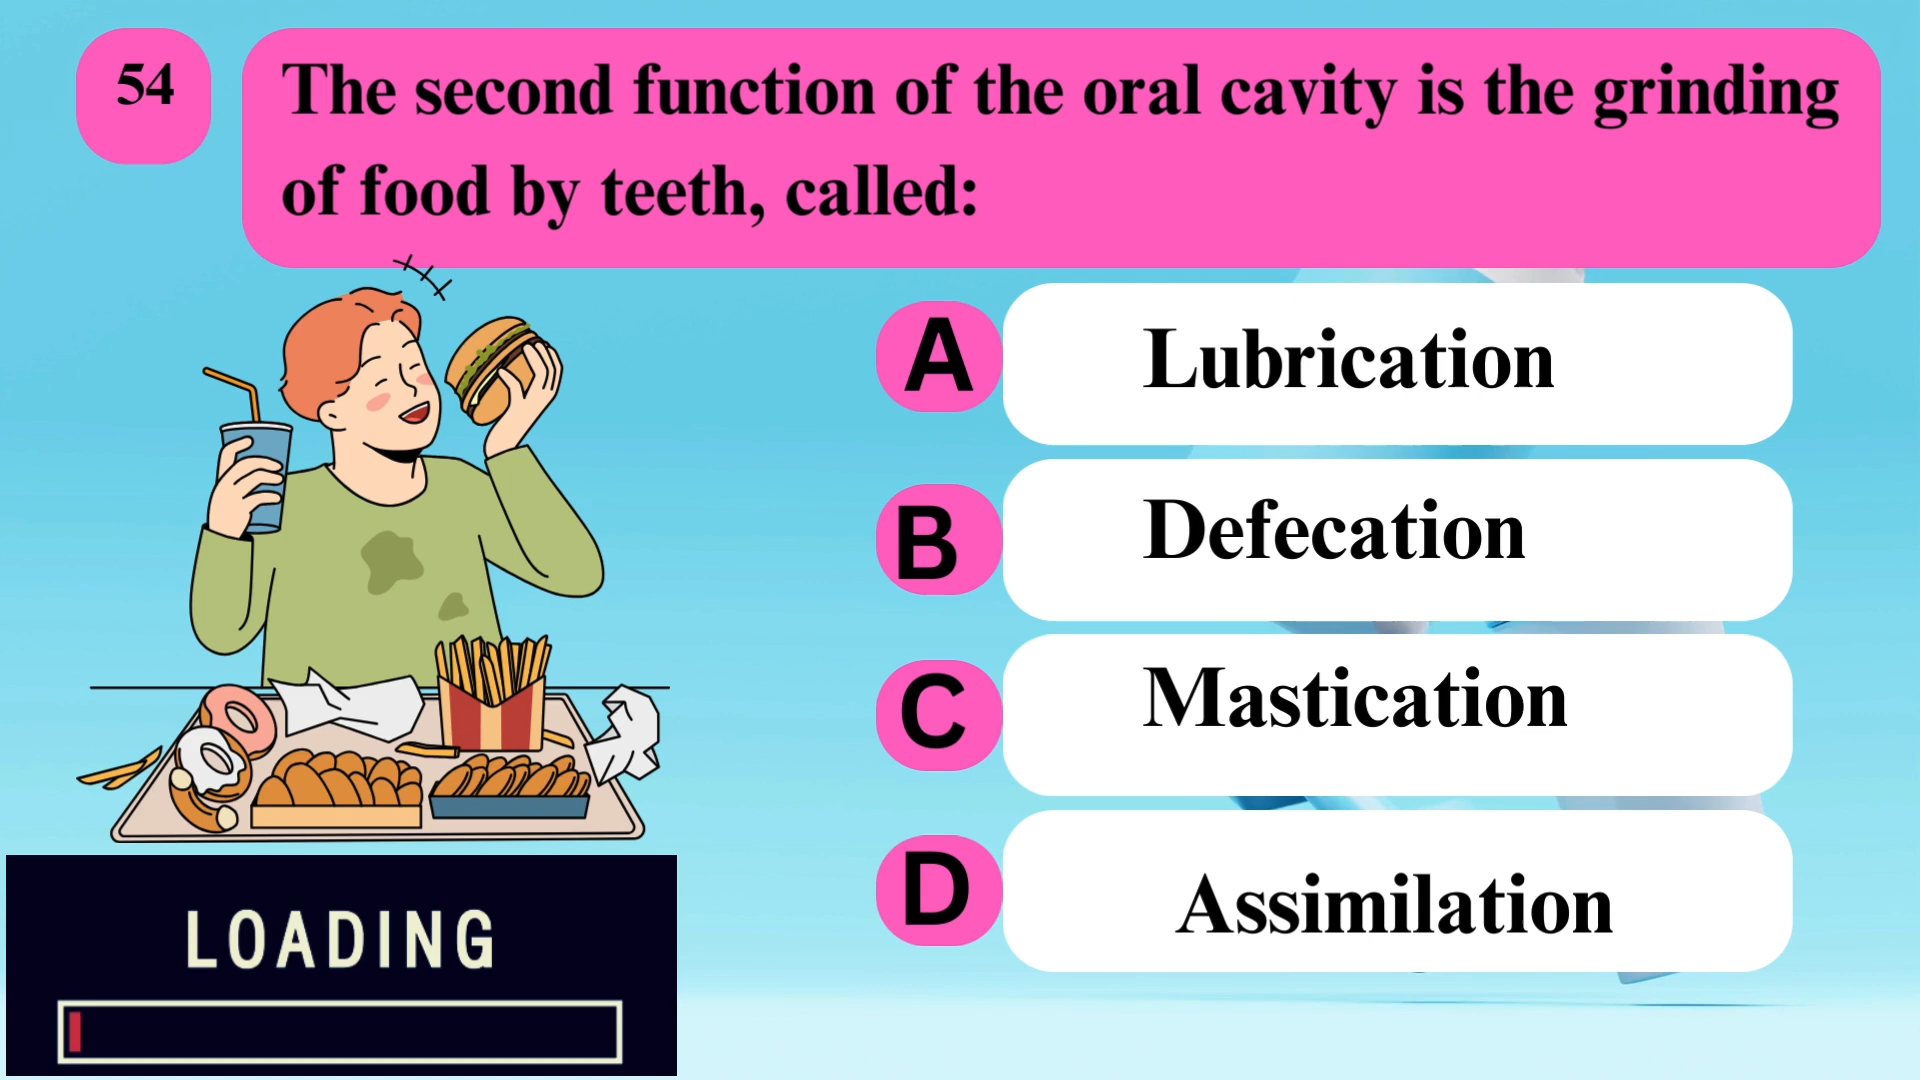 54
The second function of the oral cavity is the grinding
of food by teeth, called:
A
Lubrication
B
Defecation
C
Mastication
D
Assimilation
LOADING